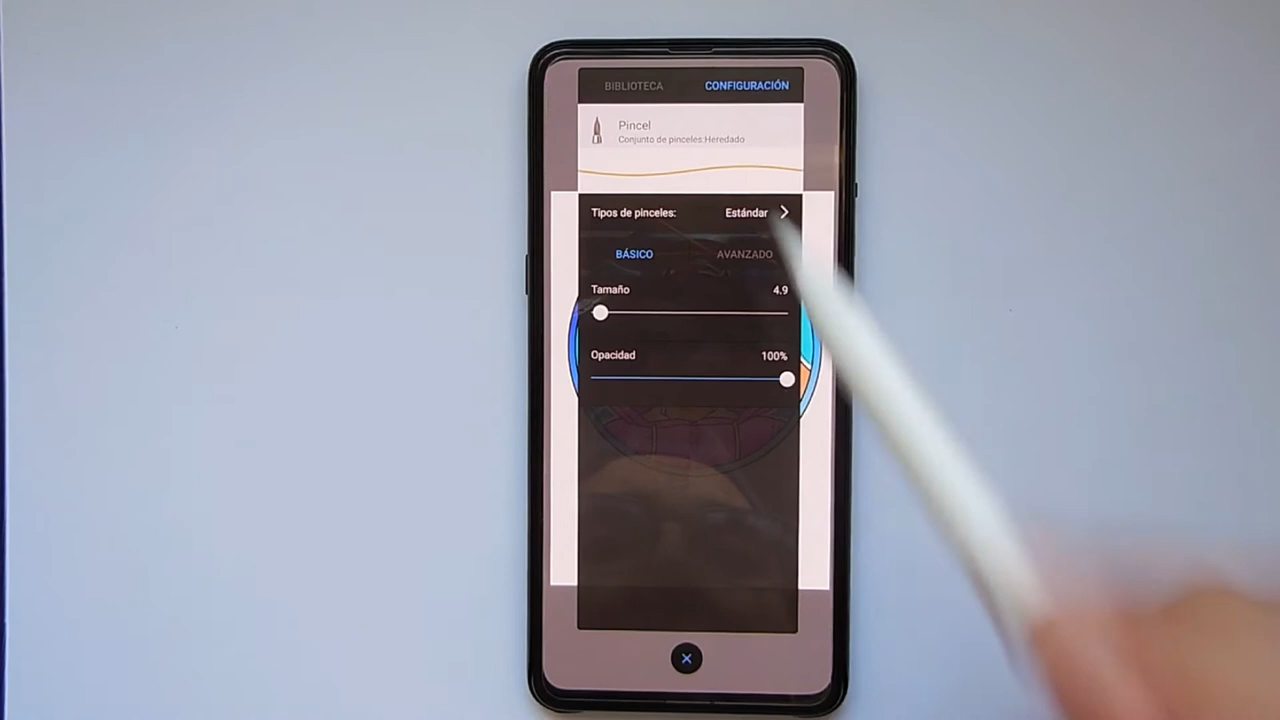 BIBLIOTECA CONFIGURACIÓN
Pincel
Conjunto de pinceles:Heredado
Tipos de pinceles: Estándar
BÁSICO AVANZADO
Tamaño 4.9
Opacidad 100%